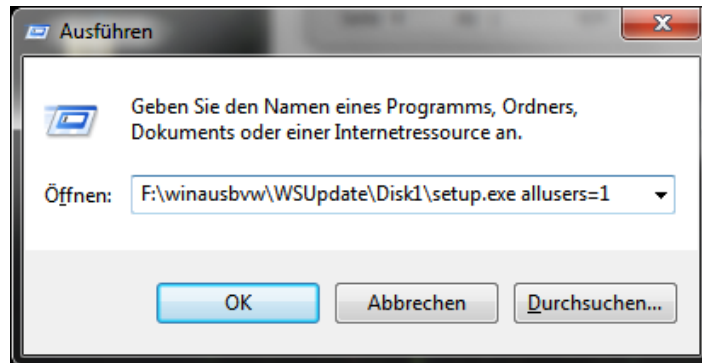 Ausführen
Geben Sie den Namen eines Programms, Ordners,
Dokuments oder einer Internetressource an.
Öffnen: F:\winausbvw\WSUpdate\Disk1\setup.exe allusers=1
OK Abbrechen Durchsuchen...